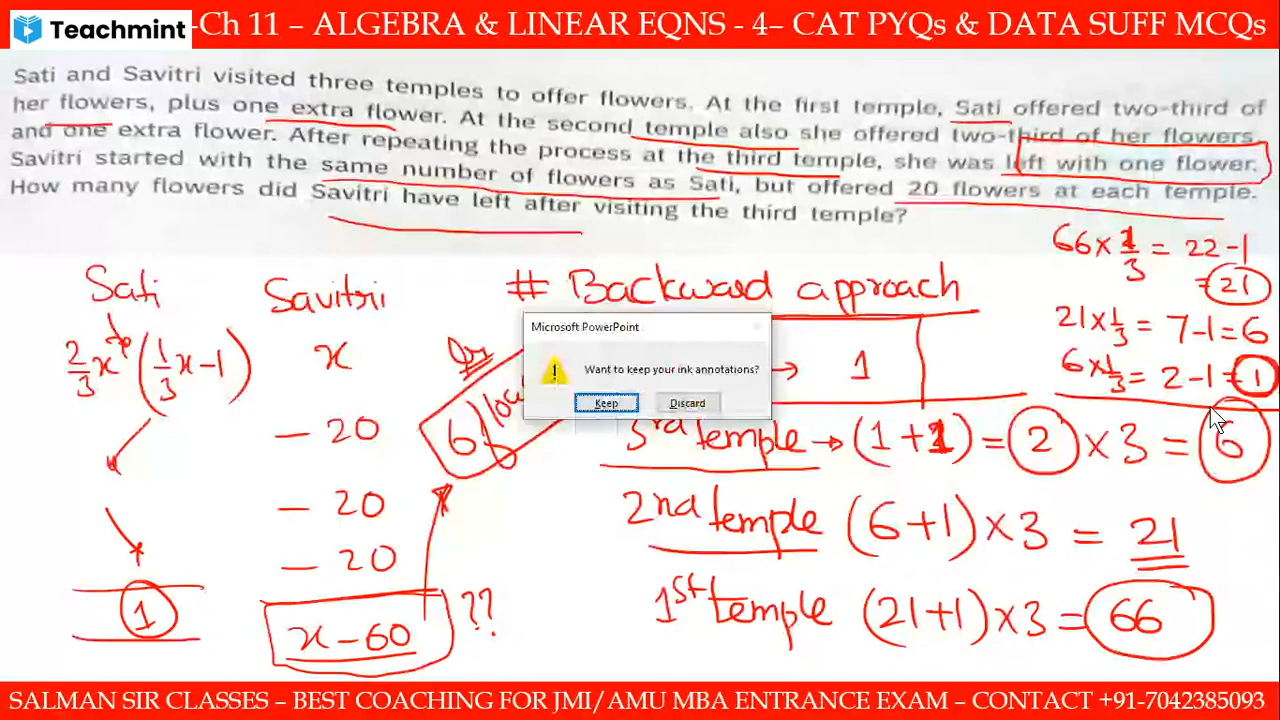 Teachmint
-Ch 11 – ALGEBRA & LINEAR EQNS - 4– CAT PYQs & DATA SUFF MCQs
Sati and Savitri visited three temples to offer flowers. At the first temple, Sati offered two-third of
her flowers, plus one extra flower. At the second temple also she offered two-third of her flowers
and one extra flower. After repeating the process at the third temple, she was left with one flower.
Savitri started with the same number of flowers as Sati, but offered 20 flowers at each temple.
How many flowers did Savitri have left after visiting the third temple?
66 × 1/3 = 22 - 1
= 21
21 × 1/3 = 7 - 1 = 6
6 × 1/3 = 2 - 1 = 1
Sati
Savitri
# Backward approach
2/3 x
(1/3 x - 1)
x
→ 1
- 20
- 20
- 20
1
x - 60 ??
6
Microsoft PowerPoint
Want to keep your ink annotations?
Keep
Discard
3rd temple → (1 + 1) = 2 × 3 = 6
2nd temple (6 + 1) × 3 = 21
1st temple (21 + 1) × 3 = 66
SALMAN SIR CLASSES – BEST COACHING FOR JMI/AMU MBA ENTRANCE EXAM – CONTACT +91-7042385093